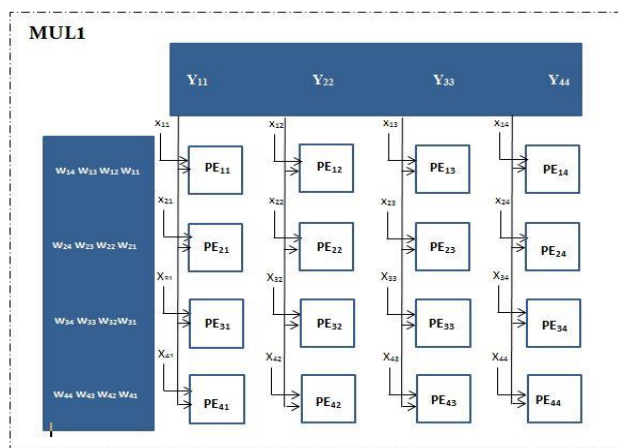 MUL1
Y₁₁ Y₂₂ Y₃₃ Y₄₄
x₁₁ x₁₂ x₁₃ x₁₄
W₁₄ W₁₃ W₁₂ W₁₁ PE₁₁ PE₁₂ PE₁₃ PE₁₄
x₂₁ x₂₂ x₂₃ x₂₄
W₂₄ W₂₃ W₂₂ W₂₁ PE₂₁ PE₂₂ PE₂₃ PE₂₄
X₃₁ X₃₂ X₃₃ X₃₄
W₃₄ W₃₃ W₃₂W₃₁ PE₃₁ PE₃₂ PE₃₃ PE₃₄
X₄₁ X₄₂ X₄₃ X₄₄
W₄₄ W₄₃ W₄₂ W₄₁ PE₄₁ PE₄₂ PE₄₃ PE₄₄